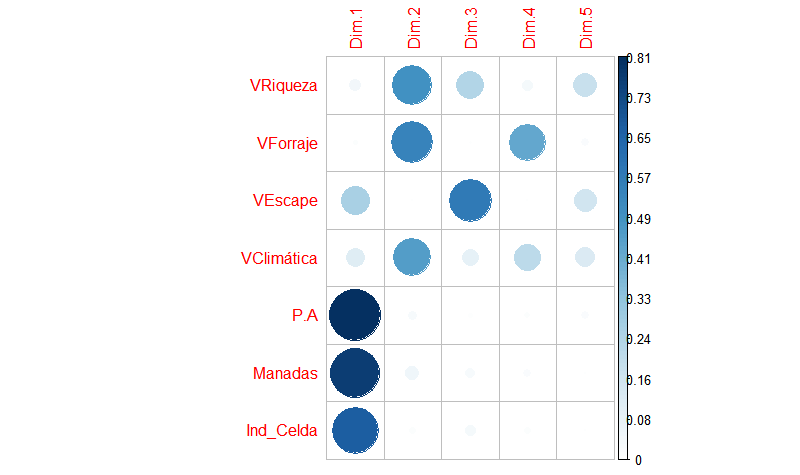 Dim.1 Dim.2 Dim.3 Dim.4 Dim.5
VRiqueza
VForraje
VEscape
VClimática
P.A
Manadas
Ind_Celda
0.81
0.73
0.65
0.57
0.49
0.41
0.33
0.24
0.16
0.08
0